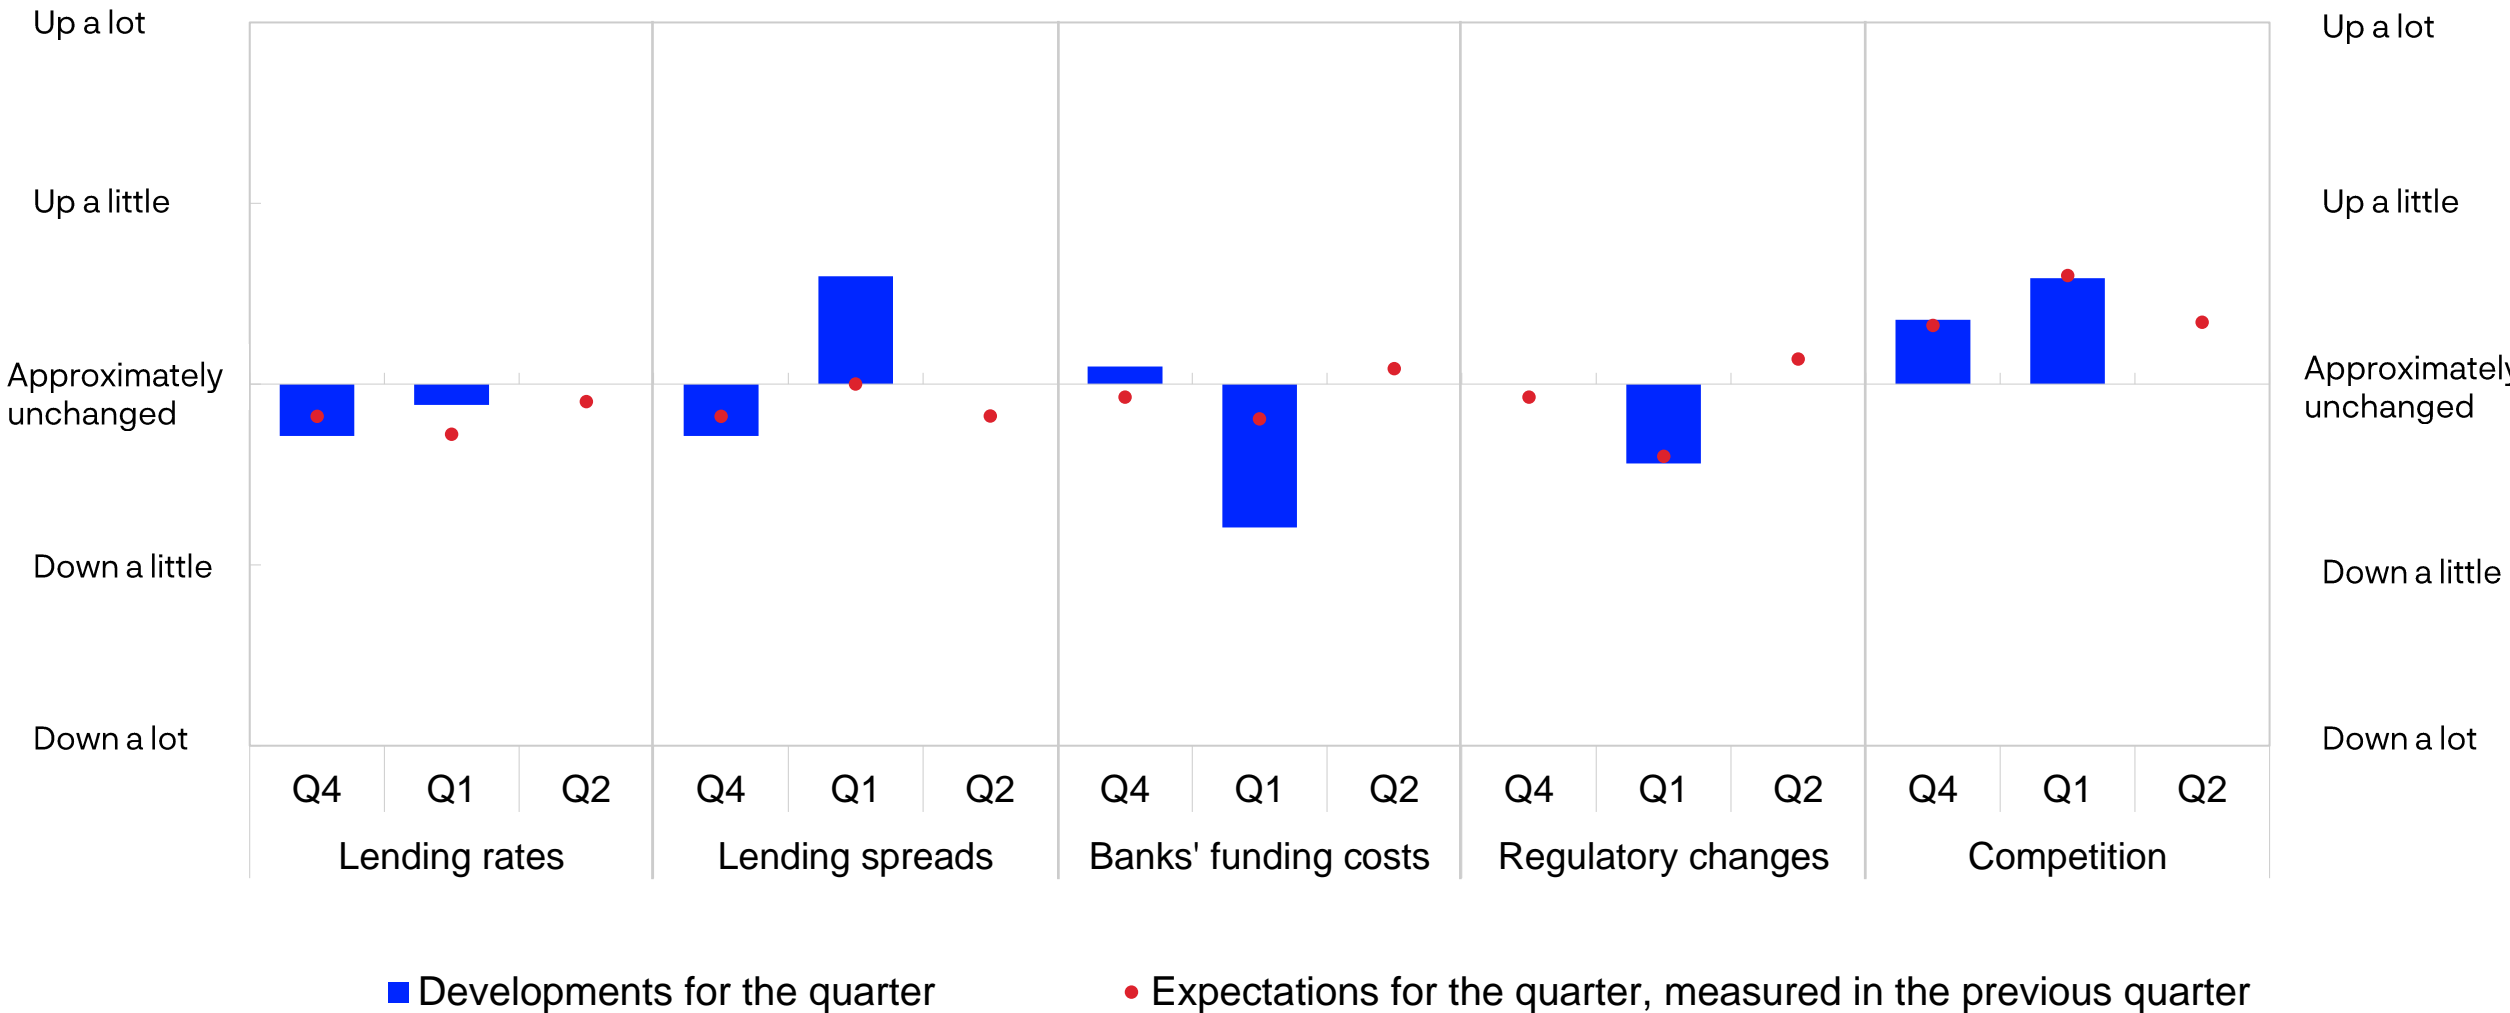 Up a lot
Up a lot
Up a little
Up a little
Approximately
unchanged
Approximately
unchanged
Down a little
Down a little
Down a lot
Down a lot
Q4 Q1 Q2 Q4 Q1 Q2 Q4 Q1 Q2 Q4 Q1 Q2 Q4 Q1 Q2
Lending rates Lending spreads Banks' funding costs Regulatory changes Competition
Developments for the quarter
Expectations for the quarter, measured in the previous quarter